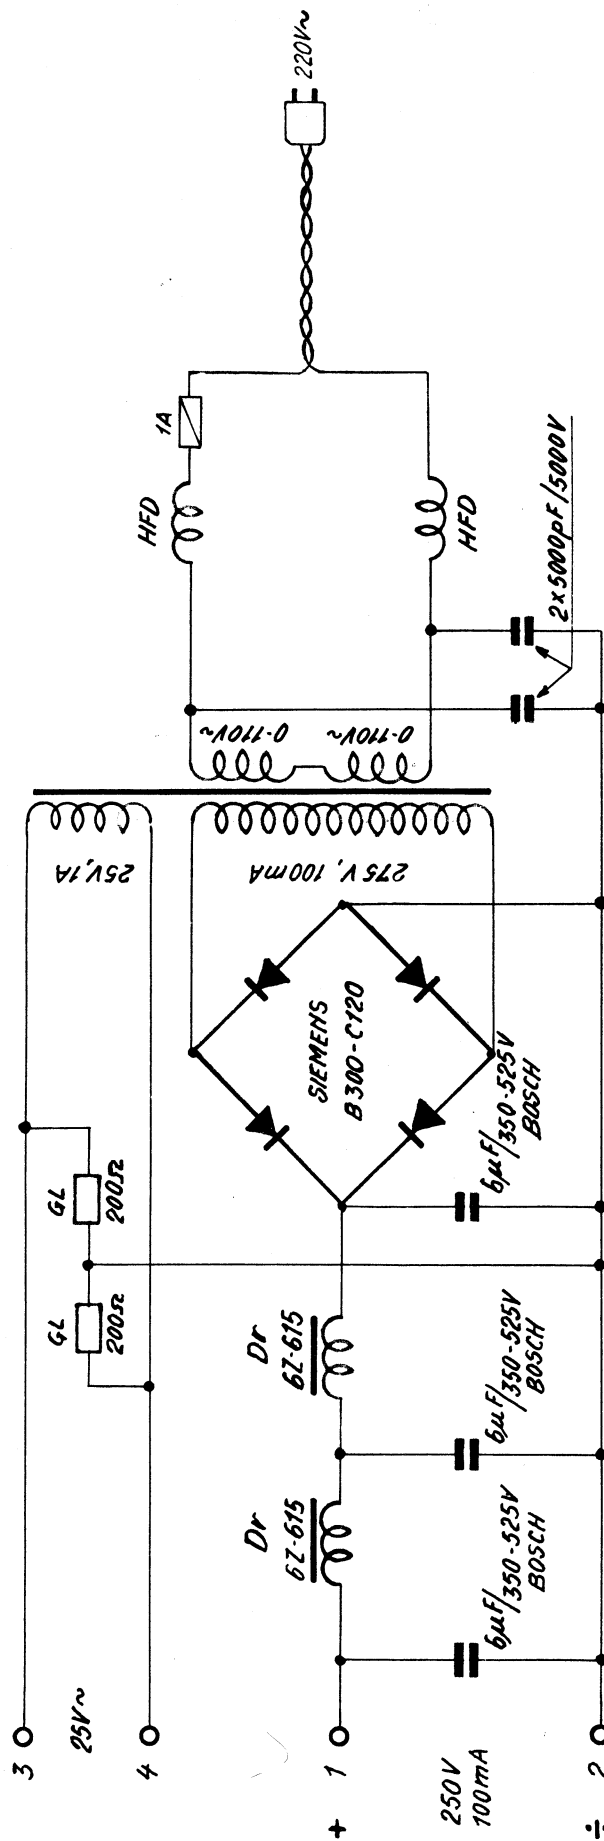 220V~
1A
HFD
HFD
2x5000pF/5000V
0-110V~
0-110V~
25V, 1A
275V, 100mA
SIEMENS
B300-C120
GL
200Ω
GL
200Ω
6µF/350-525V
BOSCH
Dr
6Z-615
6µF/350-525V
BOSCH
Dr
6Z-615
6µF/350-525V
BOSCH
3
25V~
4
+ 1
250V
100mA
÷ 2